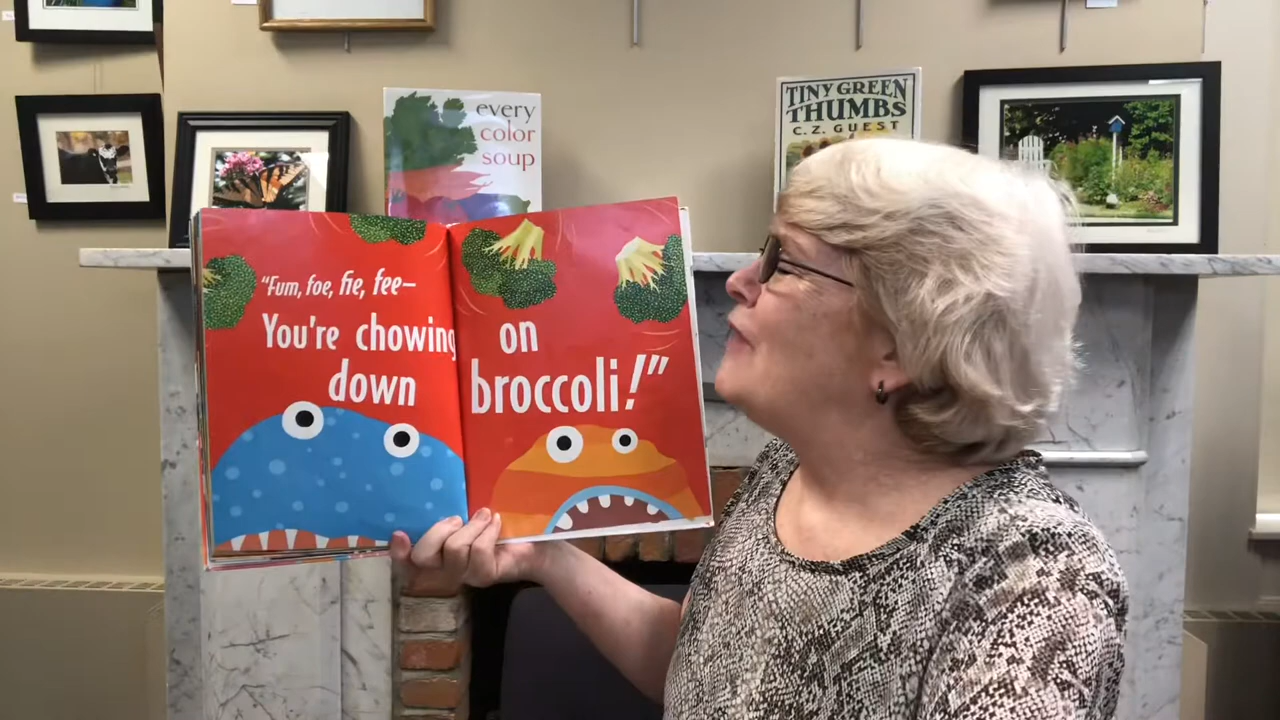 every
color
soup
TINY GREEN
THUMBS
C. Z. GUEST
"Fum, foe, fie, fee—
You're chowing
down
on
broccoli!"